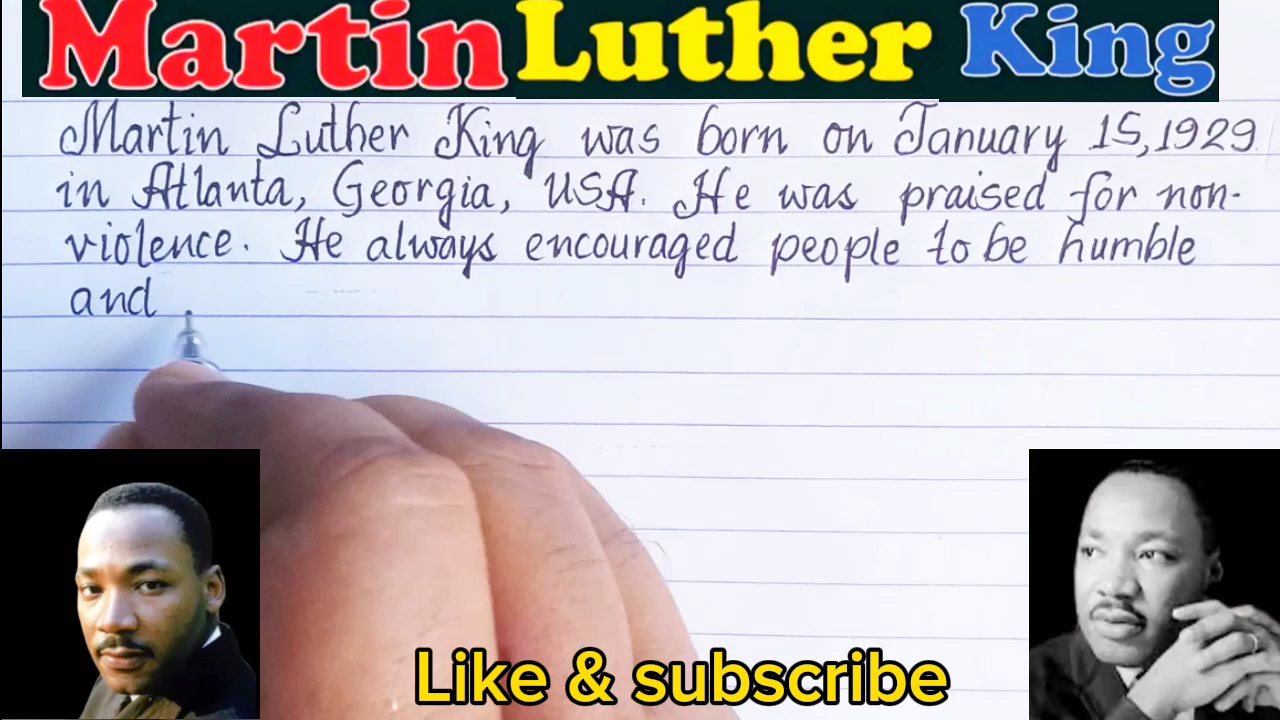 Martin Luther King
Martin Luther King was born on January 15, 1929
in Atlanta, Georgia, USA. He was praised for non-
violence. He always encouraged people to be humble
and
Like & subscribe